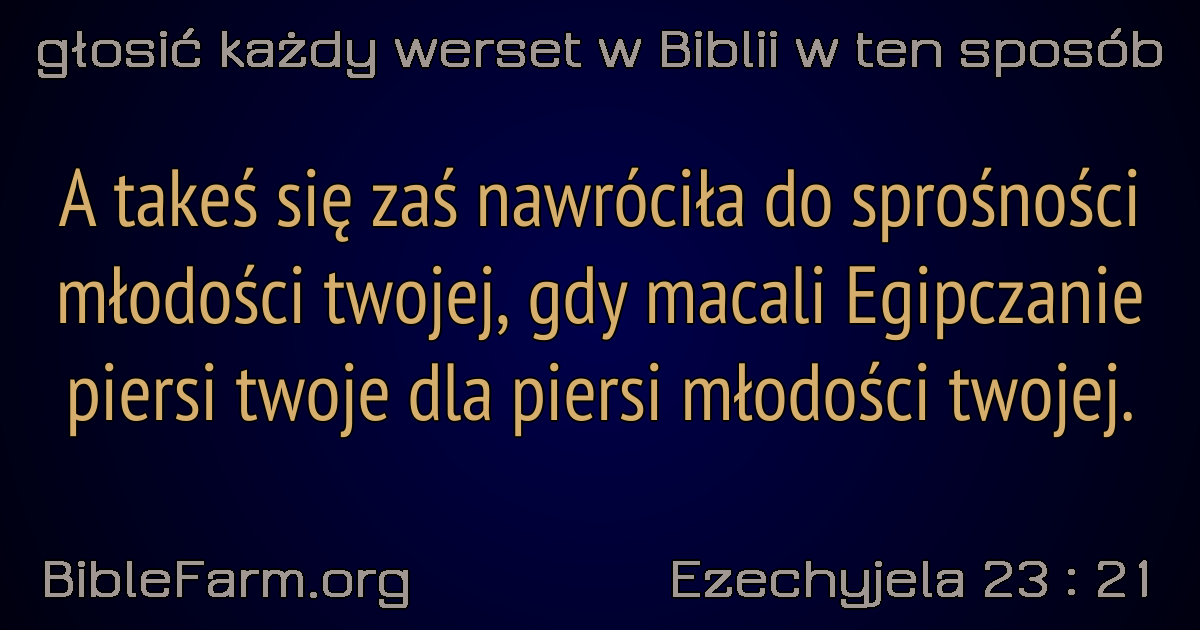 głosić każdy werset w Biblii w ten sposób
A takeś się zaś nawróciła do sprośności
młodości twojej, gdy macali Egipczanie
piersi twoje dla piersi młodości twojej.
BibleFarm.org
Ezechyjela 23 : 21